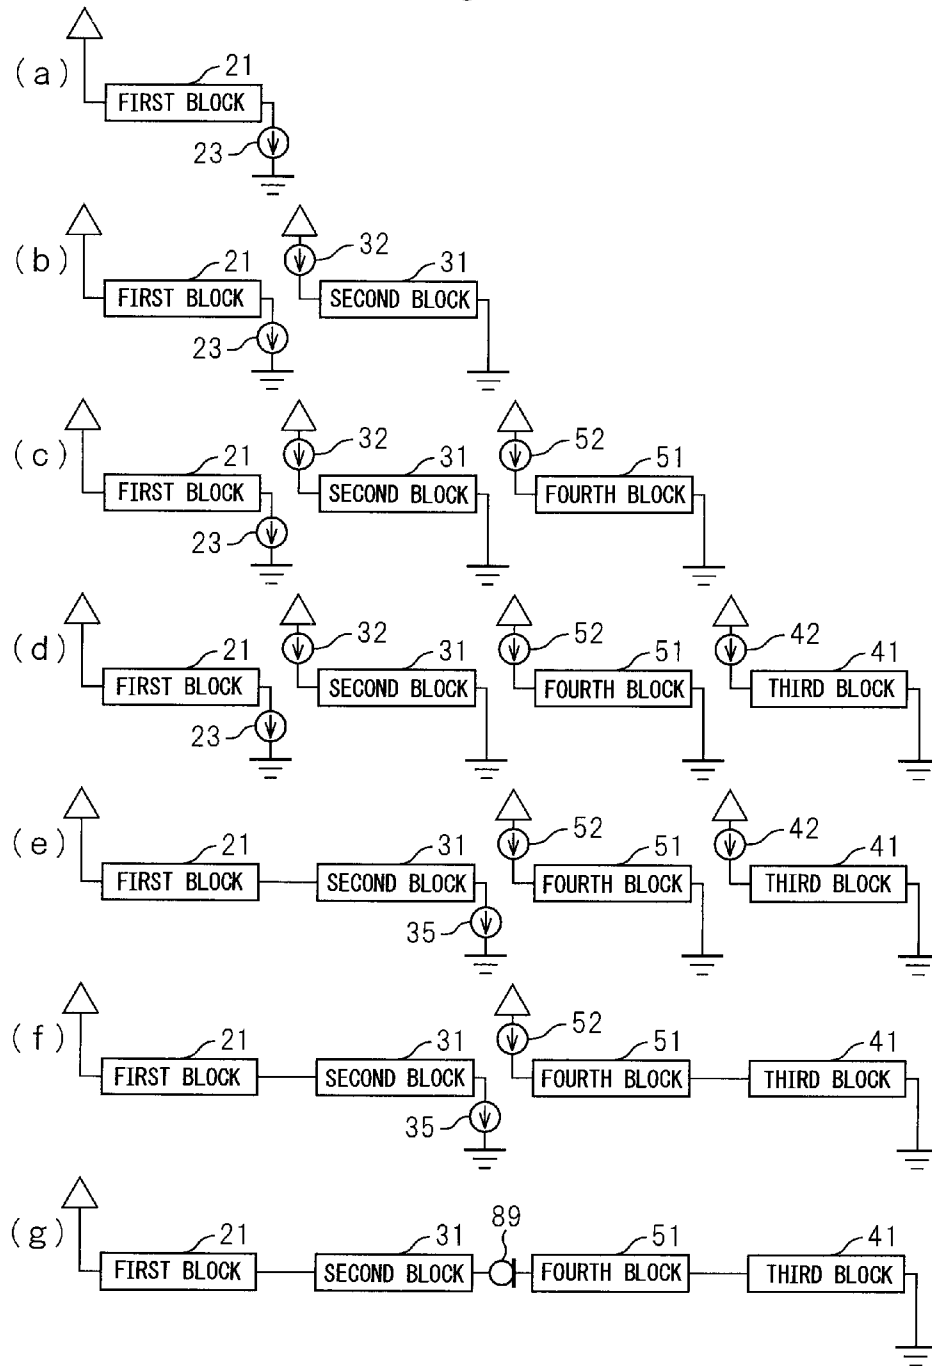 (a)
21
FIRST BLOCK
23
(b)
21
32
31
FIRST BLOCK
SECOND BLOCK
23
(c)
21
32
31
52
51
FIRST BLOCK
SECOND BLOCK
FOURTH BLOCK
23
(d)
21
32
31
52
51
42
41
FIRST BLOCK
SECOND BLOCK
FOURTH BLOCK
THIRD BLOCK
23
(e)
21
31
52
51
42
41
FIRST BLOCK
SECOND BLOCK
FOURTH BLOCK
THIRD BLOCK
35
(f)
21
31
52
51
41
FIRST BLOCK
SECOND BLOCK
FOURTH BLOCK
THIRD BLOCK
35
(g)
21
31
89
51
41
FIRST BLOCK
SECOND BLOCK
FOURTH BLOCK
THIRD BLOCK